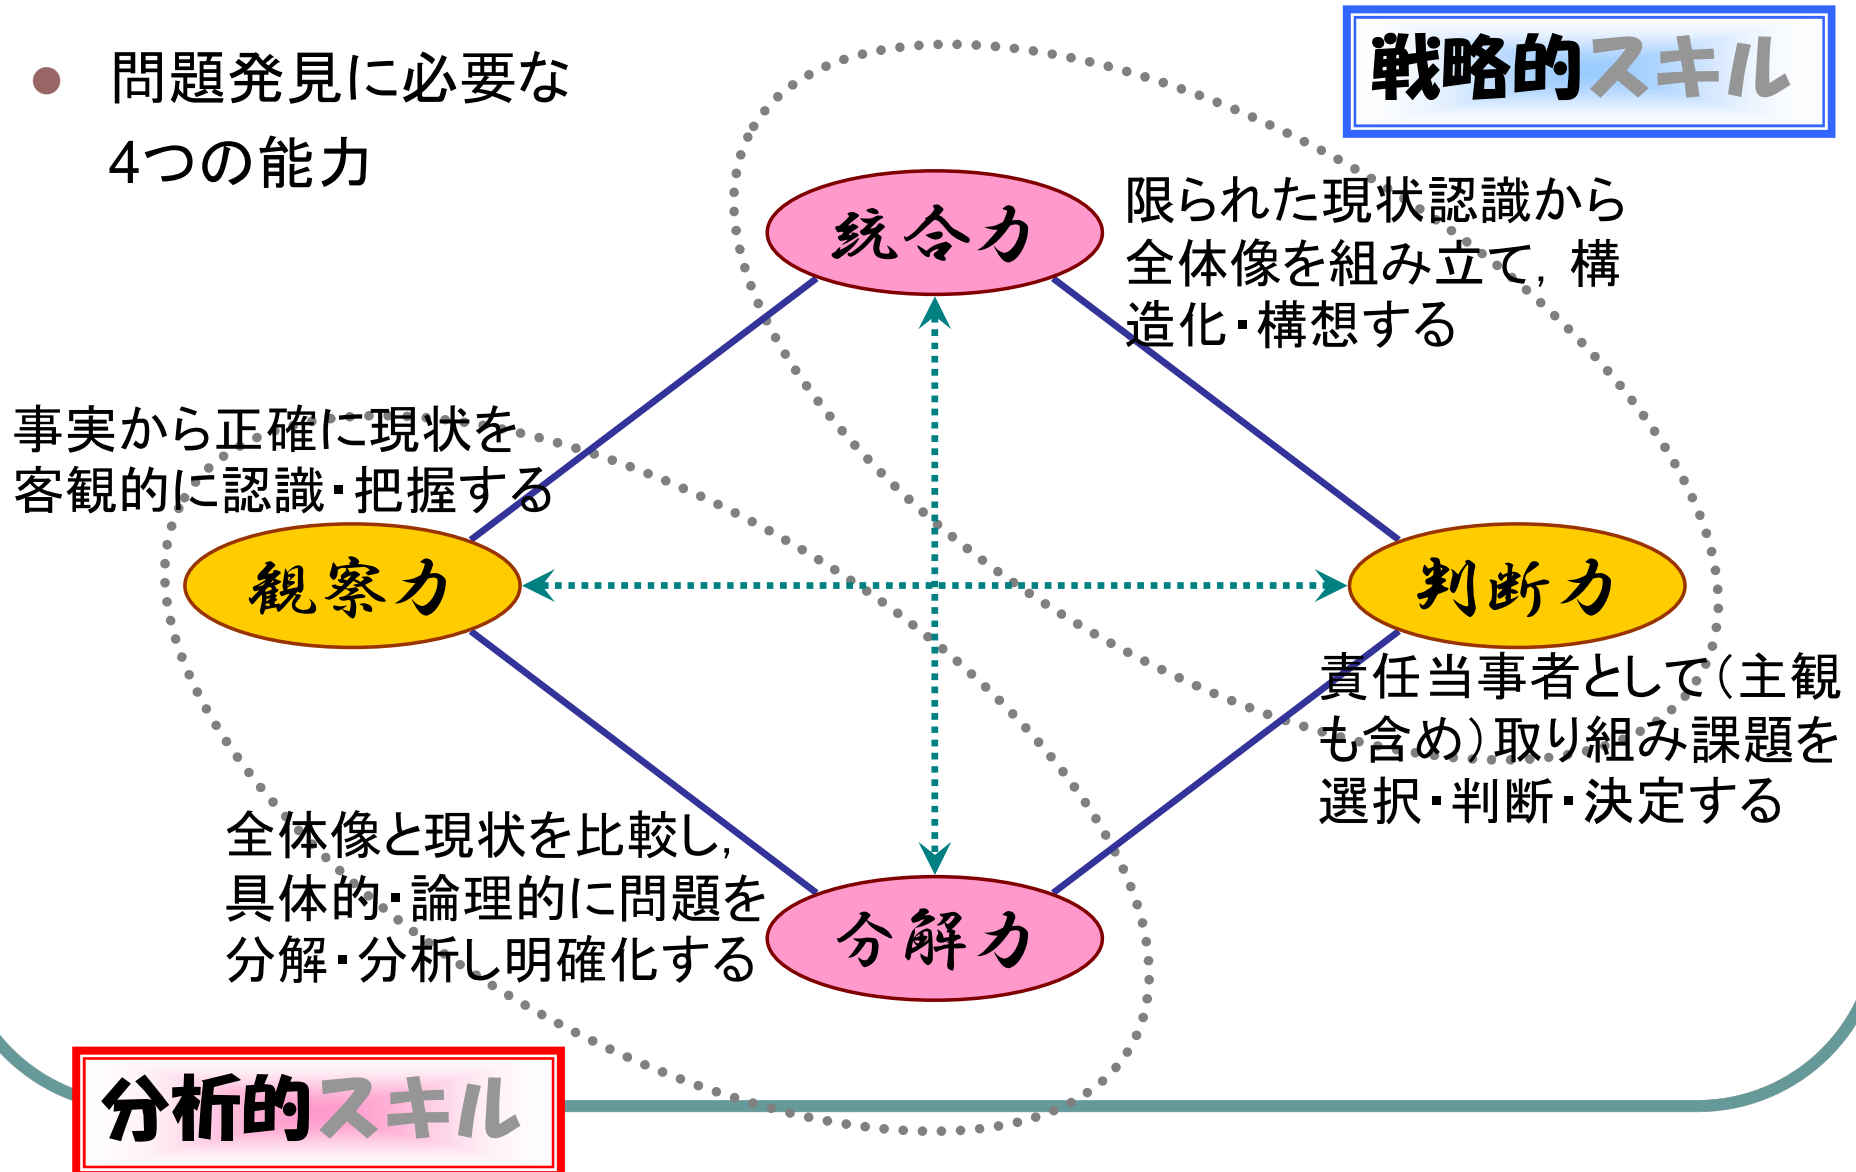 問題発見に必要な
4つの能力
戦略的スキル
統合力
限られた現状認識から
全体像を組み立て, 構
造化・構想する
事実から正確に現状を
客観的に認識・把握する
観察力
判断力
責任当事者として（主観
も含め）取り組み課題を
選択・判断・決定する
全体像と現状を比較し,
具体的・論理的に問題を
分解・分析し明確化する
分解力
分析的スキル